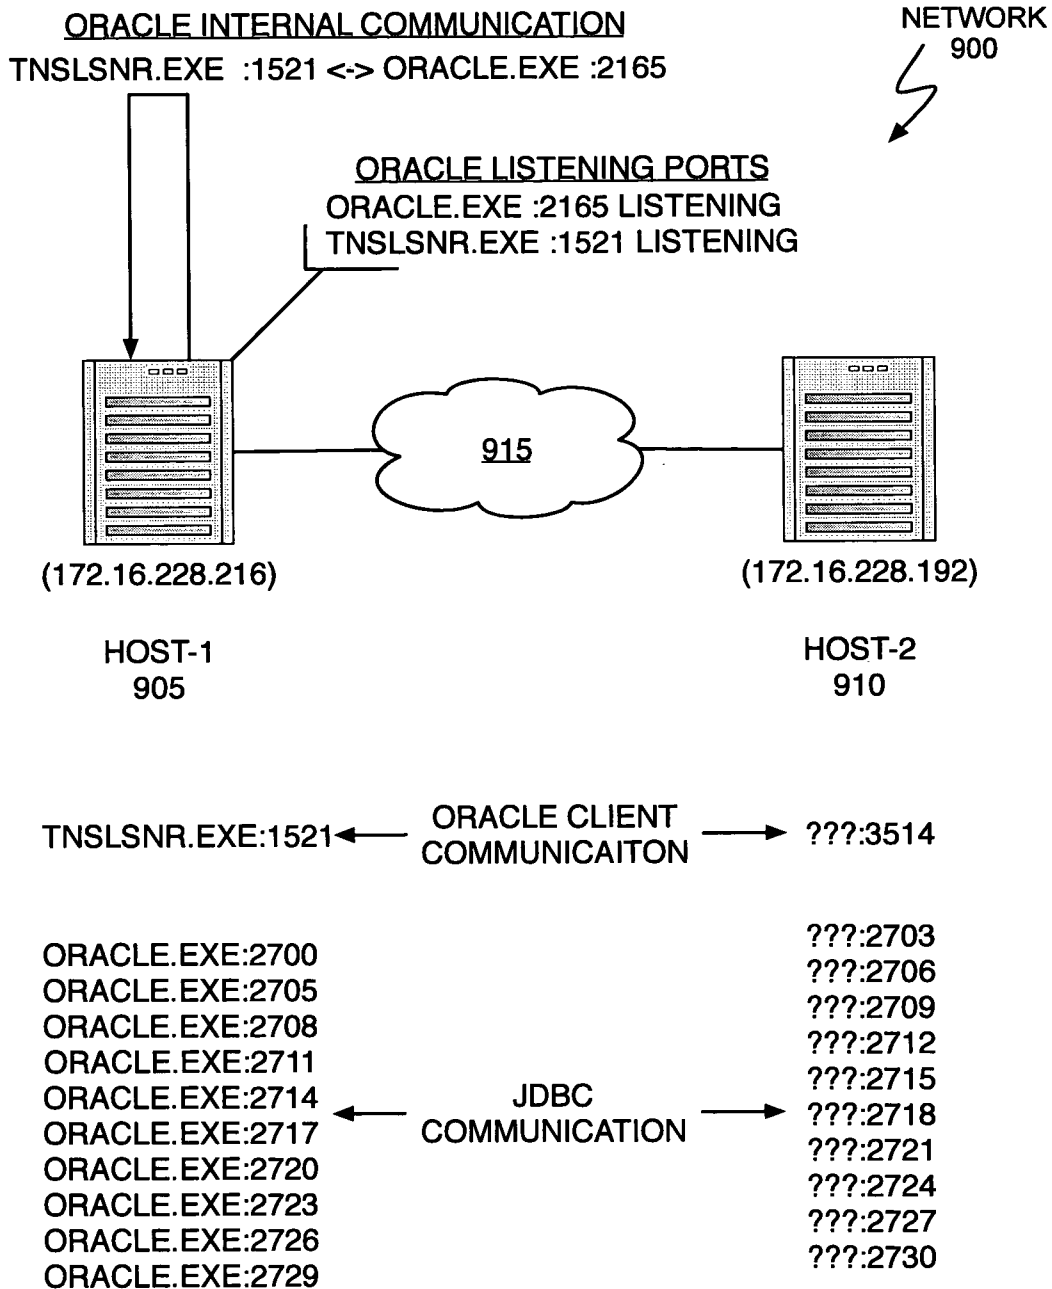 ORACLE INTERNAL COMMUNICATION
TNSLSNR.EXE :1521 <-> ORACLE.EXE :2165
NETWORK
900
ORACLE LISTENING PORTS
ORACLE.EXE :2165 LISTENING
TNSLSNR.EXE :1521 LISTENING
915
(172.16.228.216)
(172.16.228.192)
HOST-1
905
HOST-2
910
TNSLSNR.EXE:1521
ORACLE CLIENT
COMMUNICAITON
???:3514
ORACLE.EXE:2700
ORACLE.EXE:2705
ORACLE.EXE:2708
ORACLE.EXE:2711
ORACLE.EXE:2714
ORACLE.EXE:2717
ORACLE.EXE:2720
ORACLE.EXE:2723
ORACLE.EXE:2726
ORACLE.EXE:2729
JDBC
COMMUNICATION
???:2703
???:2706
???:2709
???:2712
???:2715
???:2718
???:2721
???:2724
???:2727
???:2730